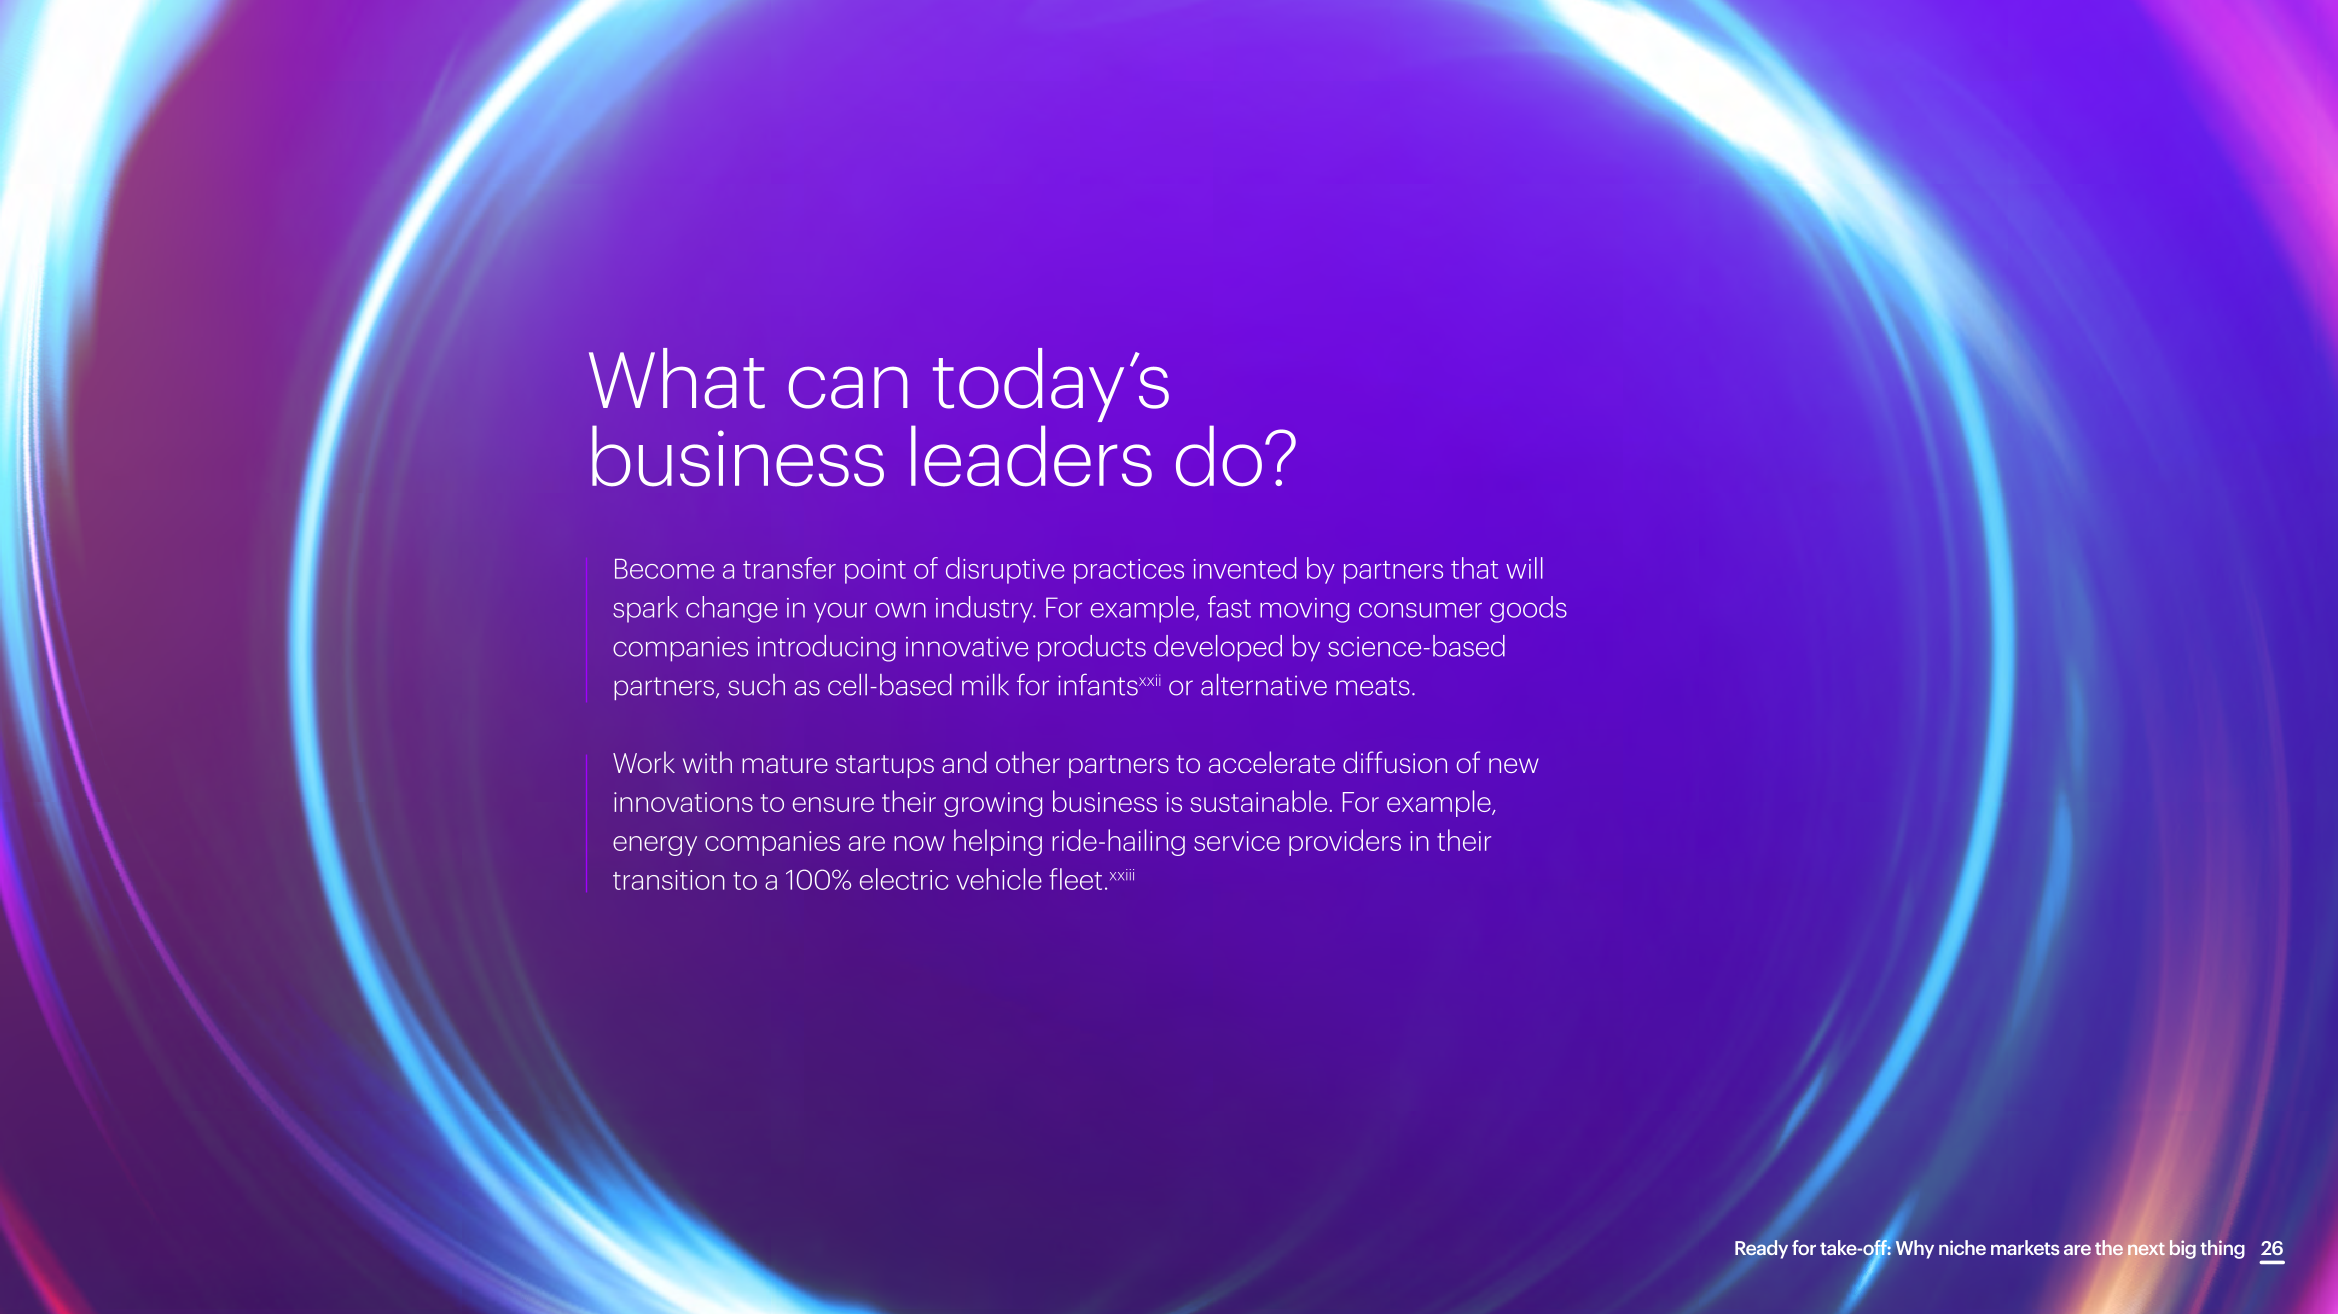 What can today’s
business leaders do?
Become a transfer point of disruptive practices invented by partners that will
spark change in your own industry. For example, fast moving consumer goods
companies introducing innovative products developed by science-based
partners, such as cell-based milk for infantsxxii or alternative meats.
Work with mature startups and other partners to accelerate diffusion of new
innovations to ensure their growing business is sustainable. For example,
energy companies are now helping ride-hailing service providers in their
transition to a 100% electric vehicle fleet.xxiii
Ready for take-off: Why niche markets are the next big thing 26